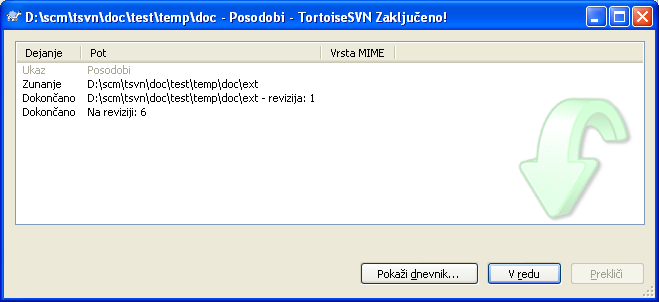 D:\scm\tsvn\doc\test\temp\doc - Posodobi - TortoiseSVN Zaključeno!
Dejanje Pot Vrsta MIME
Ukaz Posodobi
Zunanje D:\scm\tsvn\doc\test\temp\doc\ext
Dokončano D:\scm\tsvn\doc\test\temp\doc\ext - revizija: 1
Dokončano Na reviziji: 6
Pokaži dnevnik... V redu Prekliči